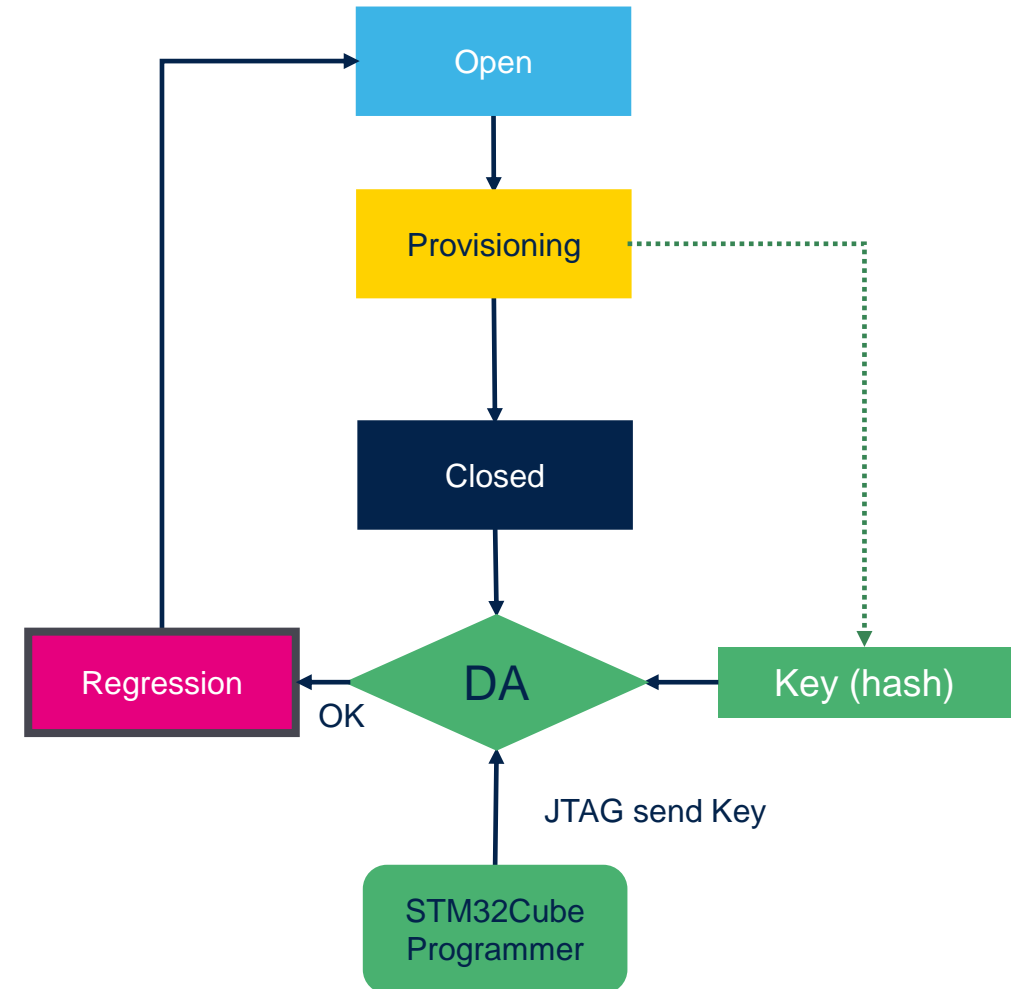 Open
Provisioning
Closed
Regression
OK
DA
Key (hash)
JTAG send Key
STM32Cube
Programmer